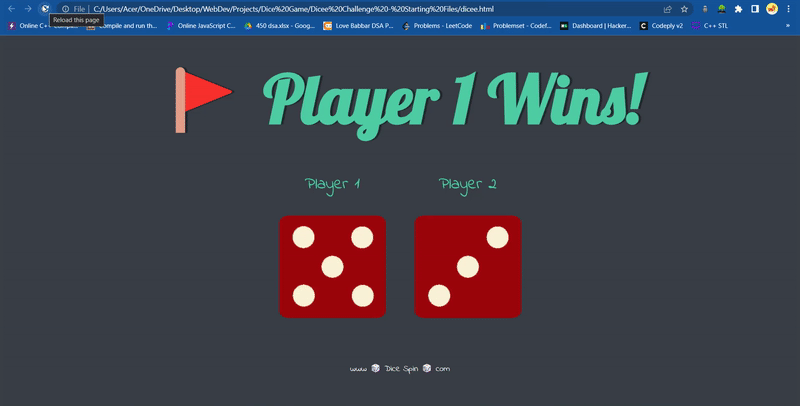 File | C:/Users/Acer/OneDrive/Desktop/WebDev/Projects/Dice%20Game/Dicee%20Challenge%20-%20Starting%20Files/dicee.html
Reload this page
Online C++ Compile and run th... Online JavaScript C... 450 dsa.xlsx - Goog... Love Babbar DSA P... Problems - LeetCode Problemset - Codef... Dashboard | Hacker... Codeply v2 C++ STL »
Player 1 Wins!
Player 1 Player 2
www Dice Spin com